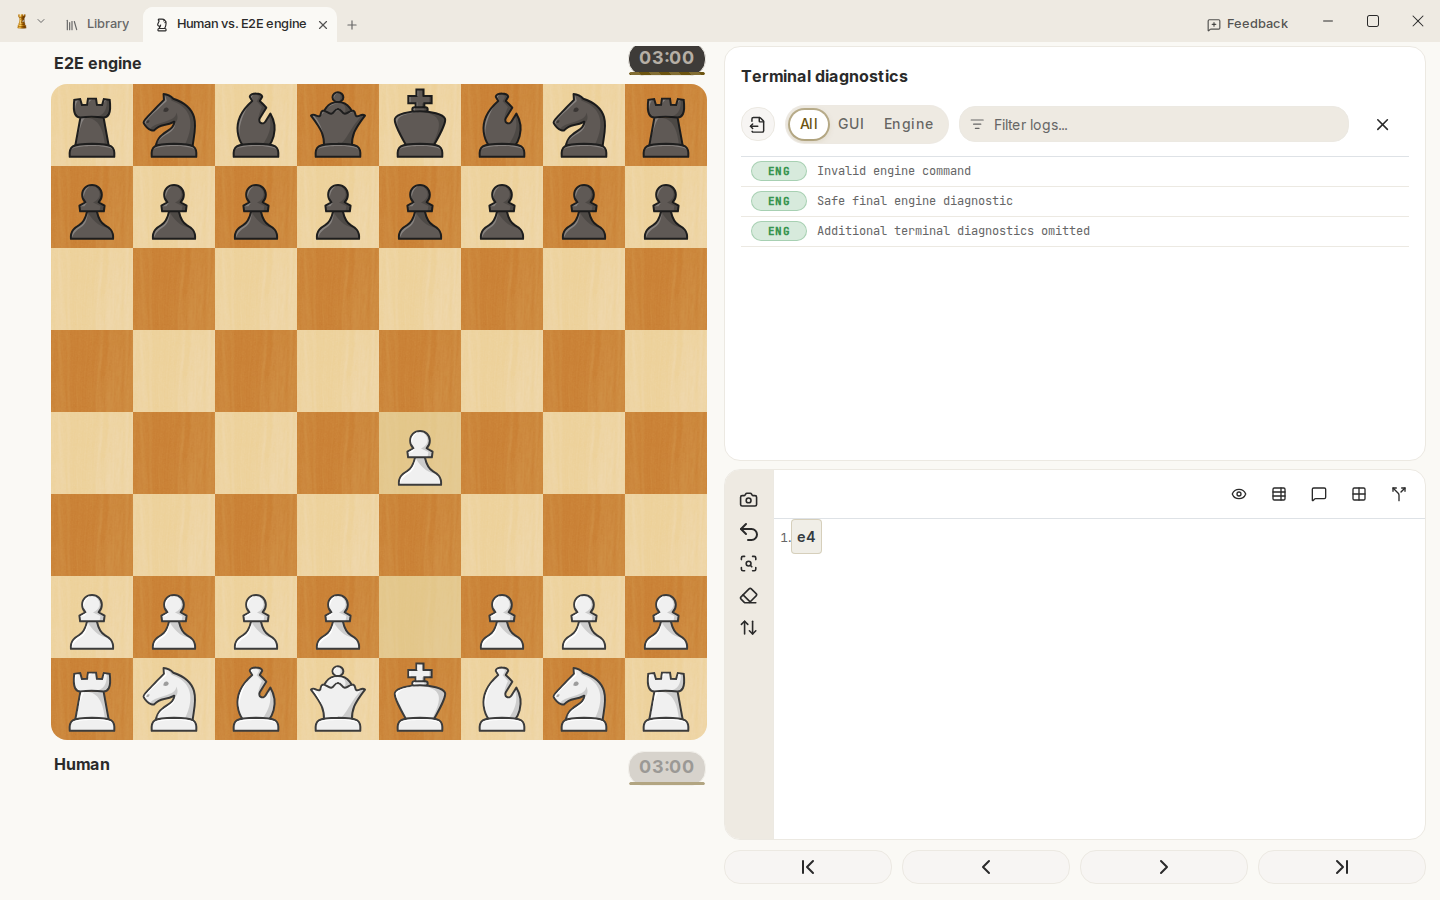 Library
Human vs. E2E engine
Feedback
E2E engine
03:00
Terminal diagnostics
All
GUI
Engine
Filter logs...
ENG Invalid engine command
ENG Safe final engine diagnostic
ENG Additional terminal diagnostics omitted
1. e4
Human
03:00